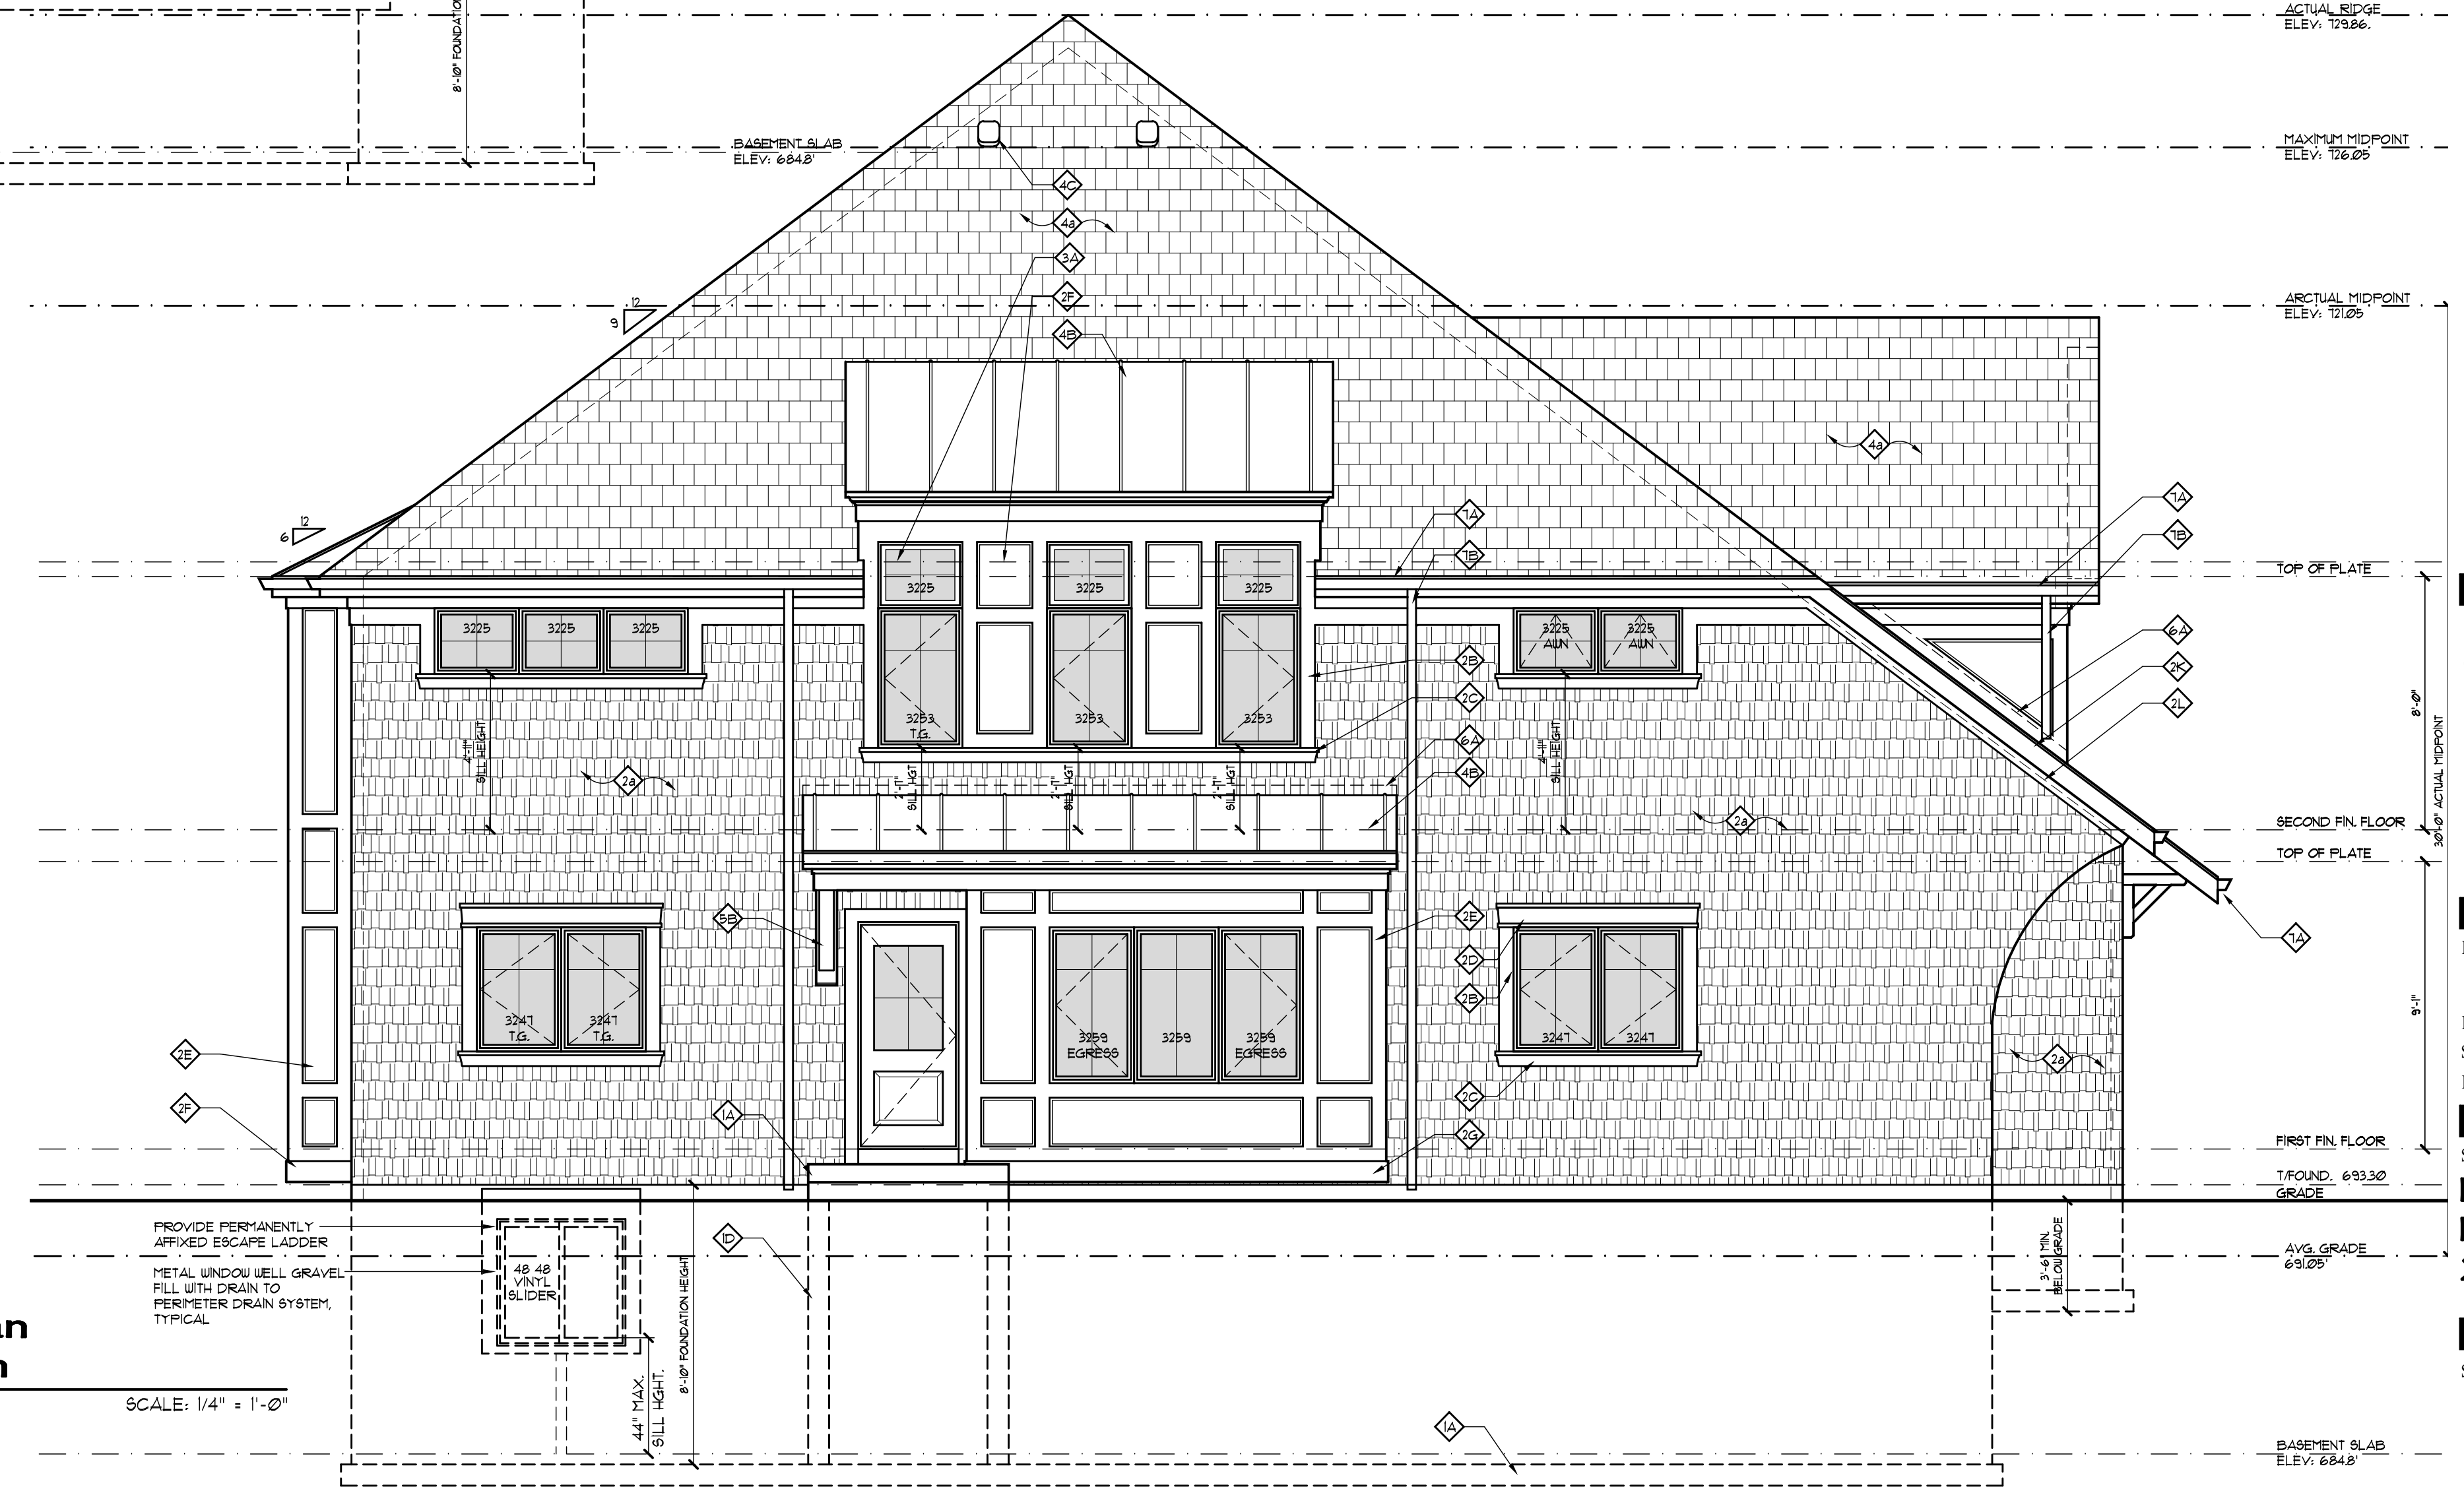 ACTUAL RIDGE
ELEV: 729.86.
8'-10" FOUNDATIO
BASEMENT SLAB
ELEV: 684.8'
MAXIMUM MIDPOINT
ELEV: 726.05
4C
4a
3A
2F
4B
12
9
ARCTUAL MIDPOINT
ELEV: 721.05
4a
12
6
7A
7B
7A
7B
TOP OF PLATE
3225
3225
3225
3225
3225
3225
3225
AWN
3225
AWN
6A
2K
2L
2B
2C
6A
4B
3253
T.G.
3253
3253
4'-11"
SILL HEIGHT
2'-7"
SILL HGT
2'-7"
SILL HGT
2'-7"
SILL HGT
4'-11"
SILL HEIGHT
8'-0"
30'-0" ACTUAL MIDPOINT
2a
2a
SECOND FIN. FLOOR
TOP OF PLATE
5B
2E
2D
2B
7A
3247
T.G.
3247
T.G.
3259
EGRESS
3259
3259
EGRESS
3247
3247
9'-1"
2E
2F
1A
2C
2G
2a
FIRST FIN. FLOOR
T/FOUND. 693.30
GRADE
PROVIDE PERMANENTLY
AFFIXED ESCAPE LADDER
METAL WINDOW WELL GRAVEL
FILL WITH DRAIN TO
PERIMETER DRAIN SYSTEM,
TYPICAL
48 48
VINYL
SLIDER
1D
8'-10" FOUNDATION HEIGHT
3'-6" MIN.
BELOW GRADE
AVG. GRADE
691.05'
an
n
SCALE: 1/4" = 1'-0"
44" MAX.
SILL HGHT.
1A
BASEMENT SLAB
ELEV: 684.8'